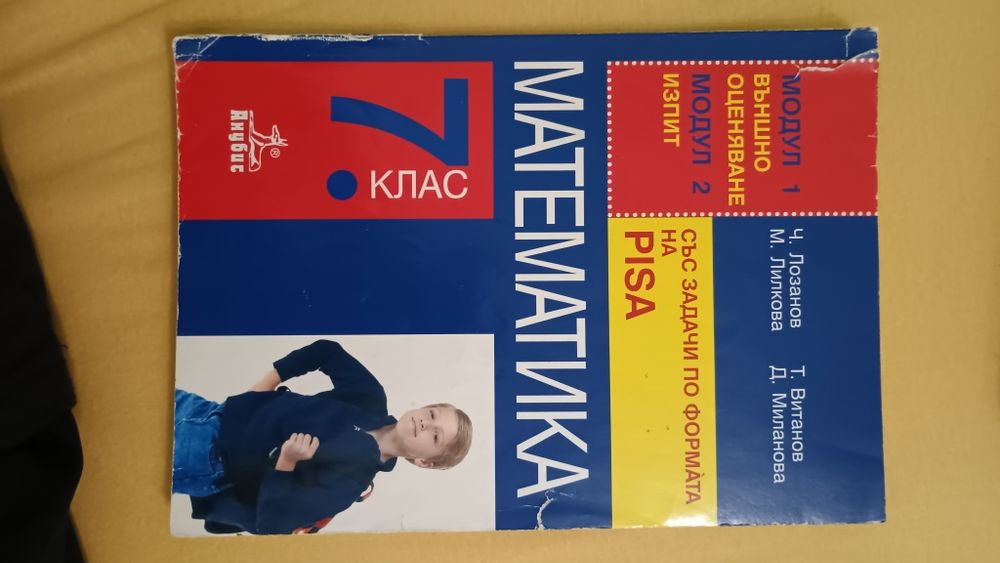 Ч. Лозанов Т. Витанов
М. Лилкова Д. Миланова
МОДУЛ 1
ВЪНШНО
ОЦЕНЯВАНЕ
МОДУЛ 2
ИЗПИТ
СЪС ЗАДАЧИ ПО ФОРМАТА
НА
PISA
МАТЕМАТИКА
7.
КЛАС
®
Анубис